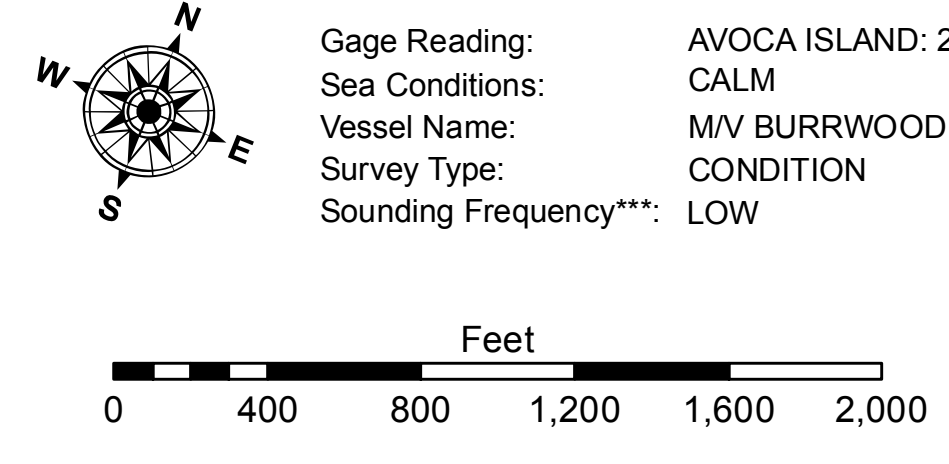 N
W
E
S
Gage Reading: AVOCA ISLAND: 2
Sea Conditions: CALM
Vessel Name: M/V BURRWOOD
Survey Type: CONDITION
Sounding Frequency***: LOW
Feet
0 400 800 1,200 1,600 2,000